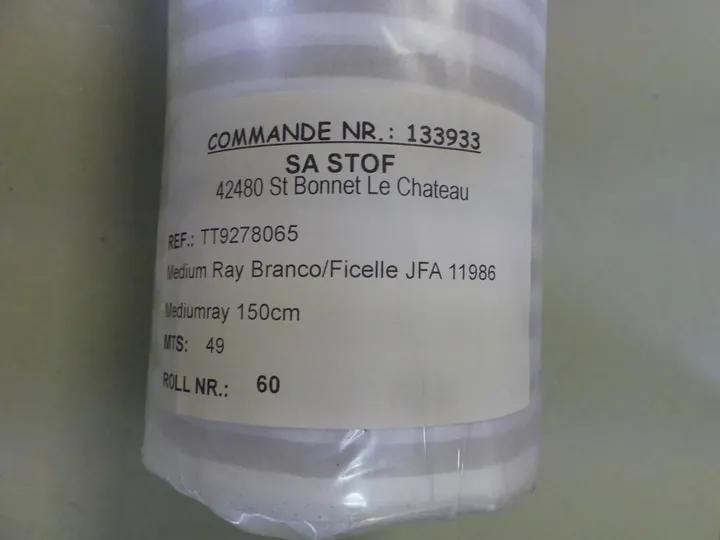 COMMANDE NR.: 133933
SA STOF
42480 St Bonnet Le Chateau
REF.: TT9278065
Medium Ray Branco/Ficelle JFA 11986
Mediumray 150cm
MTS: 49
ROLL NR.: 60